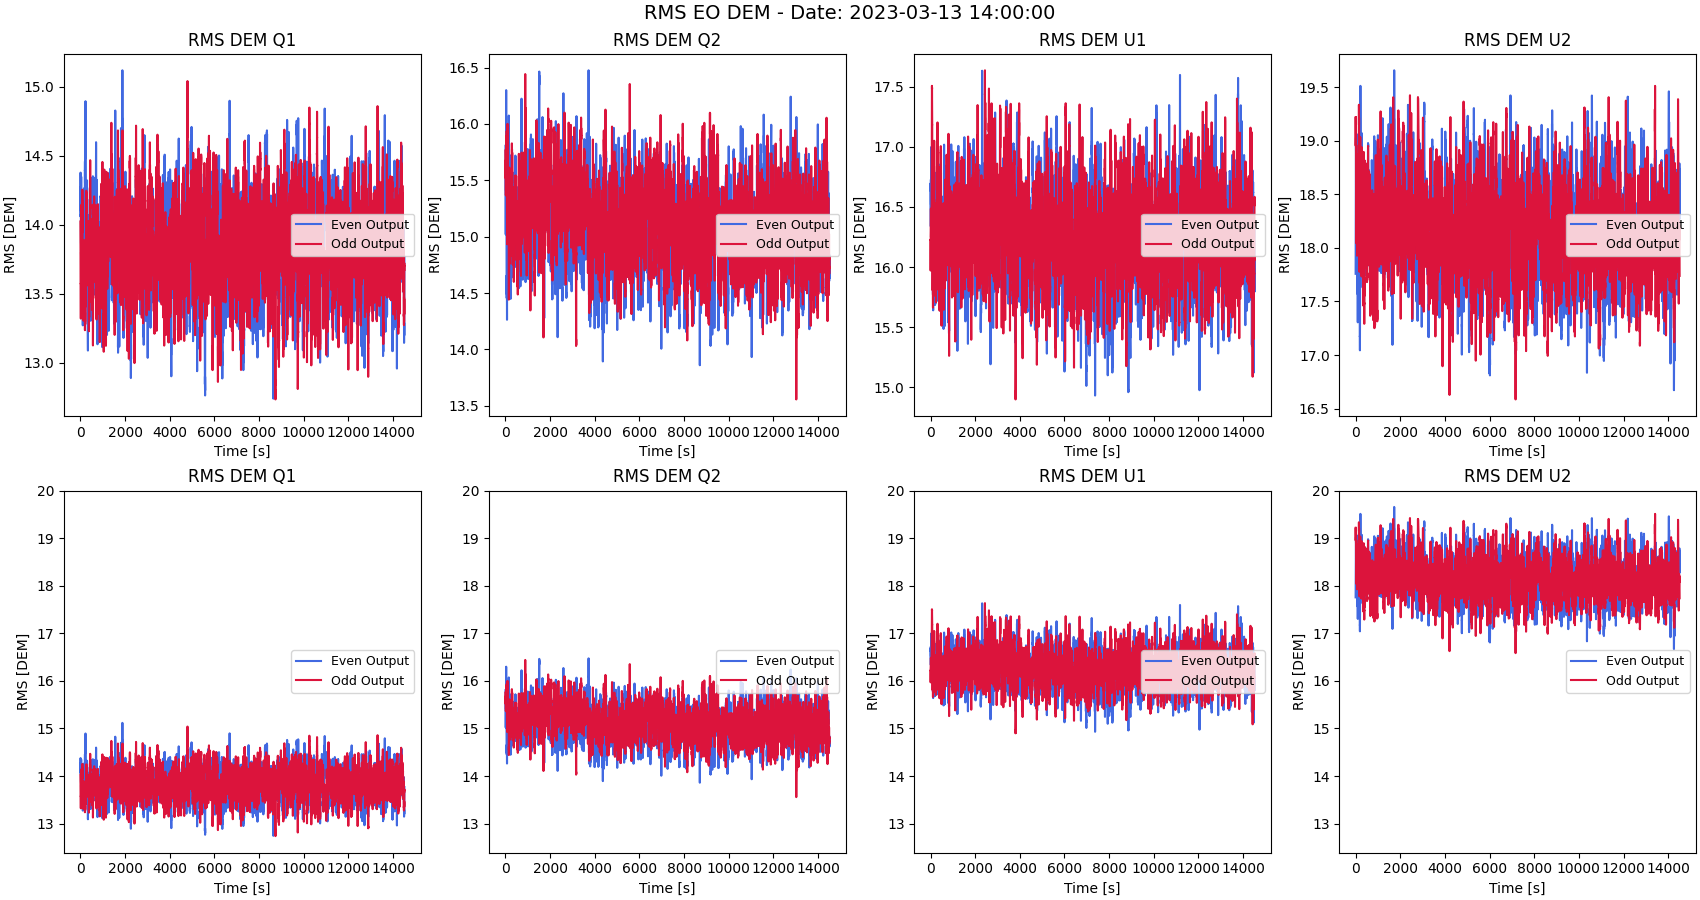 RMS EO DEM - Date: 2023-03-13 14:00:00
RMS DEM Q1
RMS [DEM]
15.0
14.5
14.0
13.5
13.0
Even Output
Odd Output
0 2000 4000 6000 8000 10000 12000 14000
Time [s]
RMS DEM Q2
RMS [DEM]
16.5
16.0
15.5
15.0
14.5
14.0
13.5
Even Output
Odd Output
0 2000 4000 6000 8000 10000 12000 14000
Time [s]
RMS DEM U1
RMS [DEM]
17.5
17.0
16.5
16.0
15.5
15.0
Even Output
Odd Output
0 2000 4000 6000 8000 10000 12000 14000
Time [s]
RMS DEM U2
RMS [DEM]
19.5
19.0
18.5
18.0
17.5
17.0
16.5
Even Output
Odd Output
0 2000 4000 6000 8000 10000 12000 14000
Time [s]
RMS DEM Q1
RMS [DEM]
20
19
18
17
16
15
14
13
Even Output
Odd Output
0 2000 4000 6000 8000 10000 12000 14000
Time [s]
RMS DEM Q2
RMS [DEM]
20
19
18
17
16
15
14
13
Even Output
Odd Output
0 2000 4000 6000 8000 10000 12000 14000
Time [s]
RMS DEM U1
RMS [DEM]
20
19
18
17
16
15
14
13
Even Output
Odd Output
0 2000 4000 6000 8000 10000 12000 14000
Time [s]
RMS DEM U2
RMS [DEM]
20
19
18
17
16
15
14
13
Even Output
Odd Output
0 2000 4000 6000 8000 10000 12000 14000
Time [s]